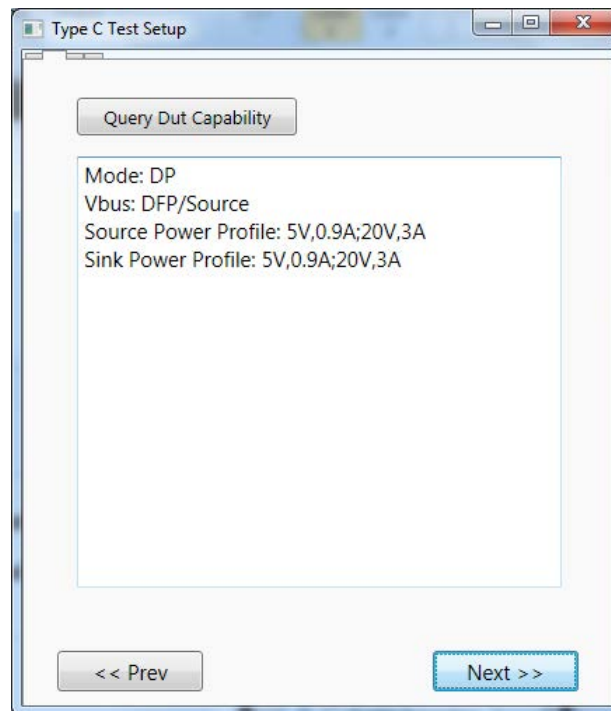 Type C Test Setup
Query Dut Capability
Mode: DP
Vbus: DFP/Source
Source Power Profile: 5V,0.9A;20V,3A
Sink Power Profile: 5V,0.9A;20V,3A
<< Prev
Next >>